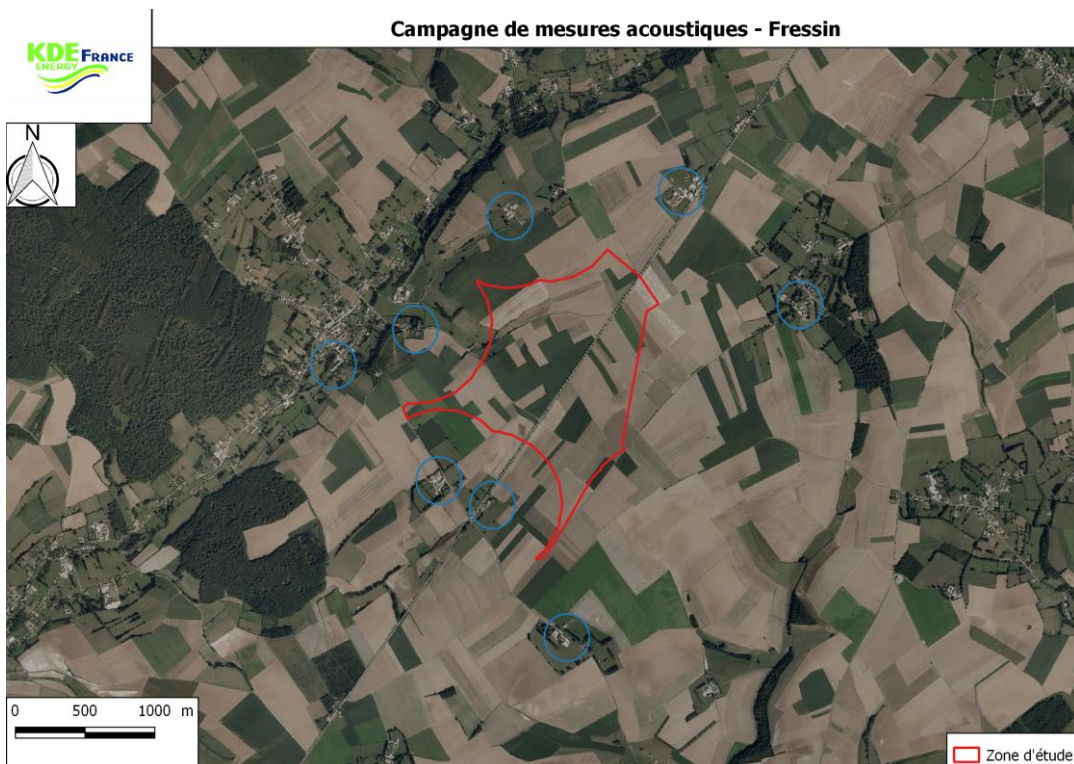 Campagne de mesures acoustiques - Fressin
KDE FRANCE
ENERGY
N
0 500 1000 m
Zone d'étude